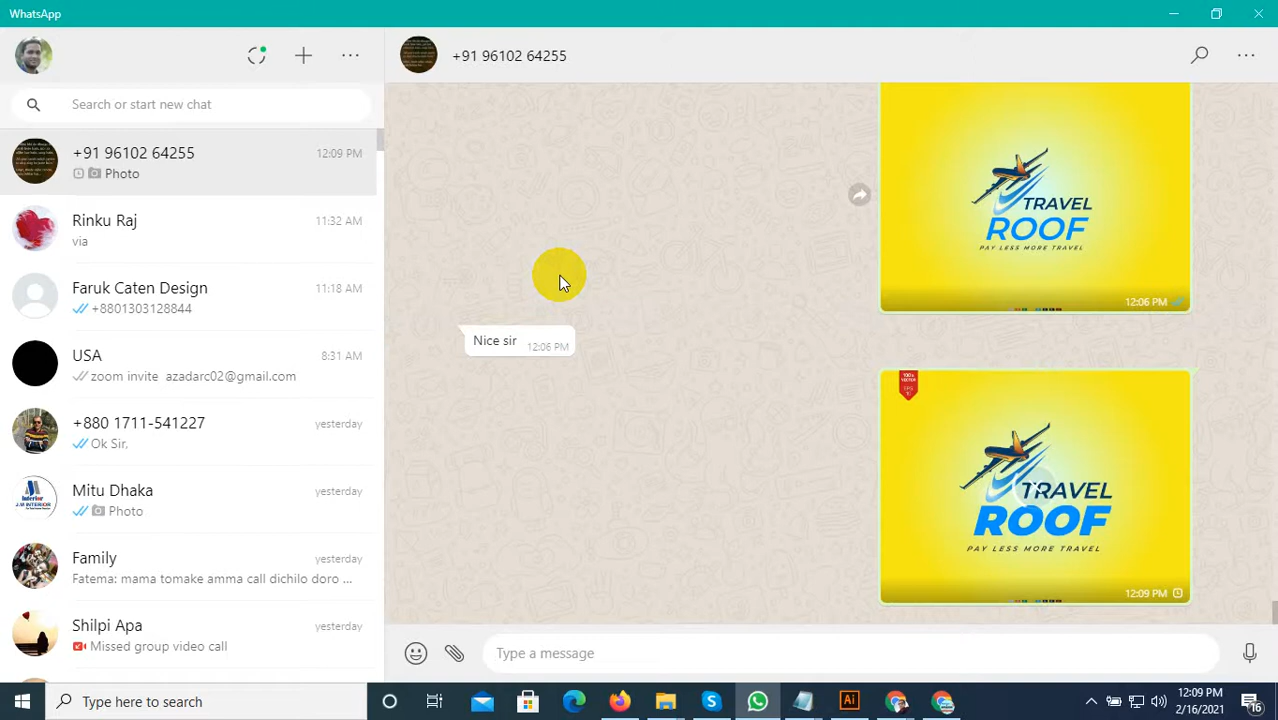 WhatsApp
+91 96102 64255
Search or start new chat
+91 96102 64255 12:09 PM
Photo
Rinku Raj 11:32 AM
via
Faruk Caten Design 11:18 AM
+8801303128844
USA 8:31 AM
zoom invite azadarc02@gmail.com
+880 1711-541227 yesterday
Ok Sir,
Mitu Dhaka yesterday
Photo
Family yesterday
Fatema: mama tomake amma call dichilo doro ...
Shilpi Apa yesterday
Missed group video call
TRAVEL
ROOF
PAY LESS MORE TRAVEL
12:06 PM
Nice sir 12:06 PM
TRAVEL
ROOF
PAY LESS MORE TRAVEL
12:09 PM
Type a message
Type here to search
Ai
12:09 PM
2/16/2021
16